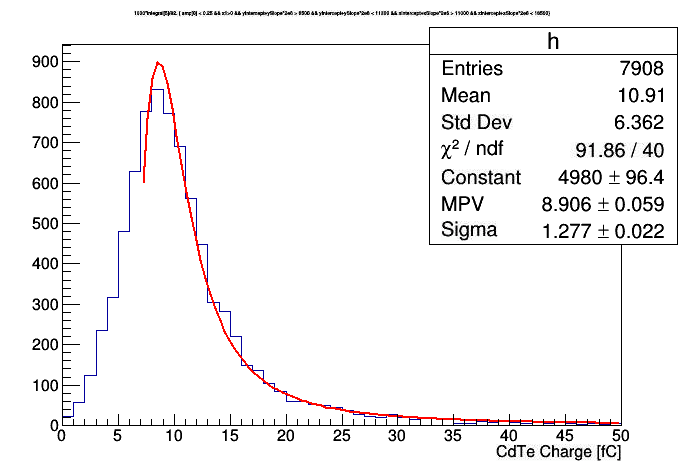 h
Entries 7908
Mean 10.91
Std Dev 6.362
χ² / ndf 91.86 / 40
Constant 4980 ± 96.4
MPV 8.906 ± 0.059
Sigma 1.277 ± 0.022
900
800
700
600
500
400
300
200
100
0
0 5 10 15 20 25 30 35 40 45 50
CdTe Charge [fC]